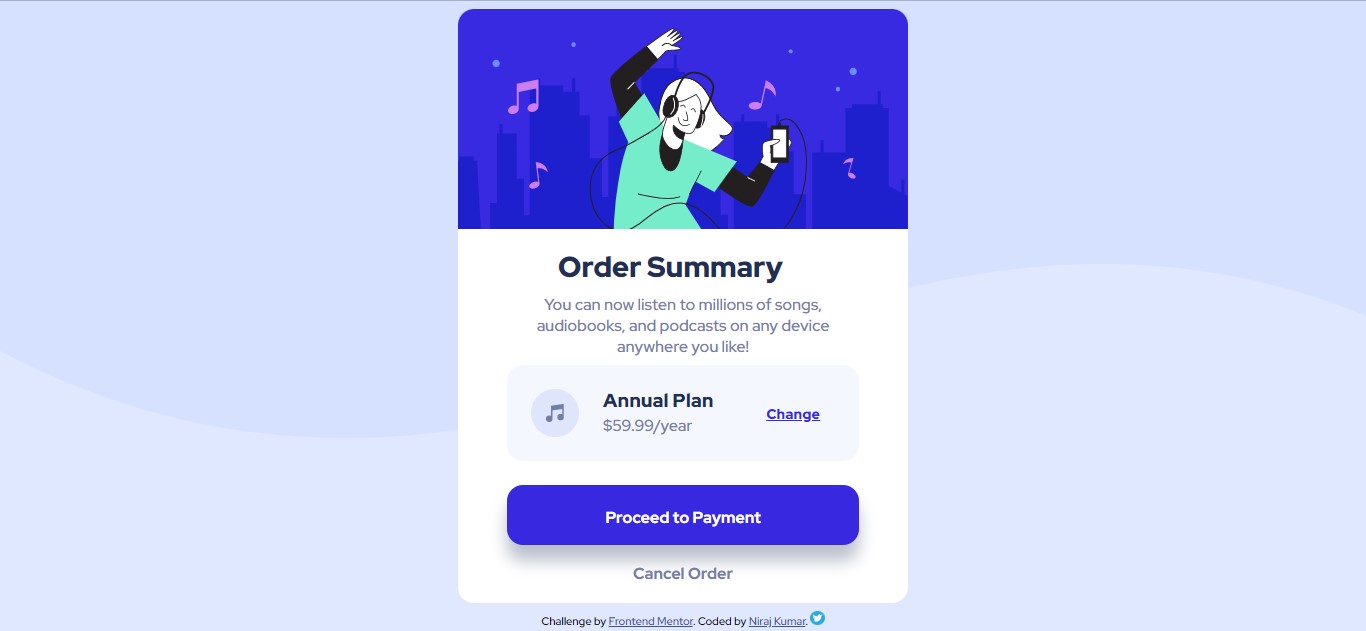 Order Summary
You can now listen to millions of songs,
audiobooks, and podcasts on any device
anywhere you like!
Annual Plan
$59.99/year
Change
Proceed to Payment
Cancel Order
Challenge by Frontend Mentor. Coded by Niraj Kumar.